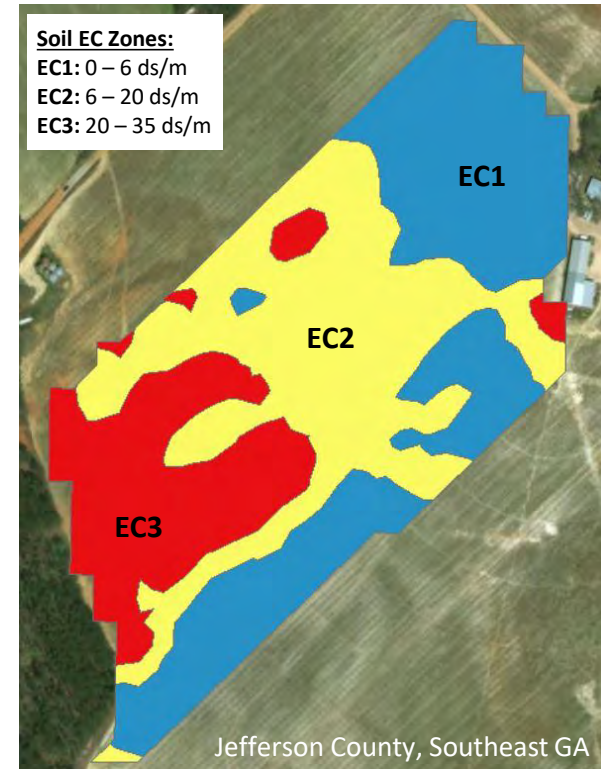 Soil EC Zones:
EC1: 0 – 6 ds/m
EC2: 6 – 20 ds/m
EC3: 20 – 35 ds/m
EC1
EC2
EC3
Jefferson County, Southeast GA